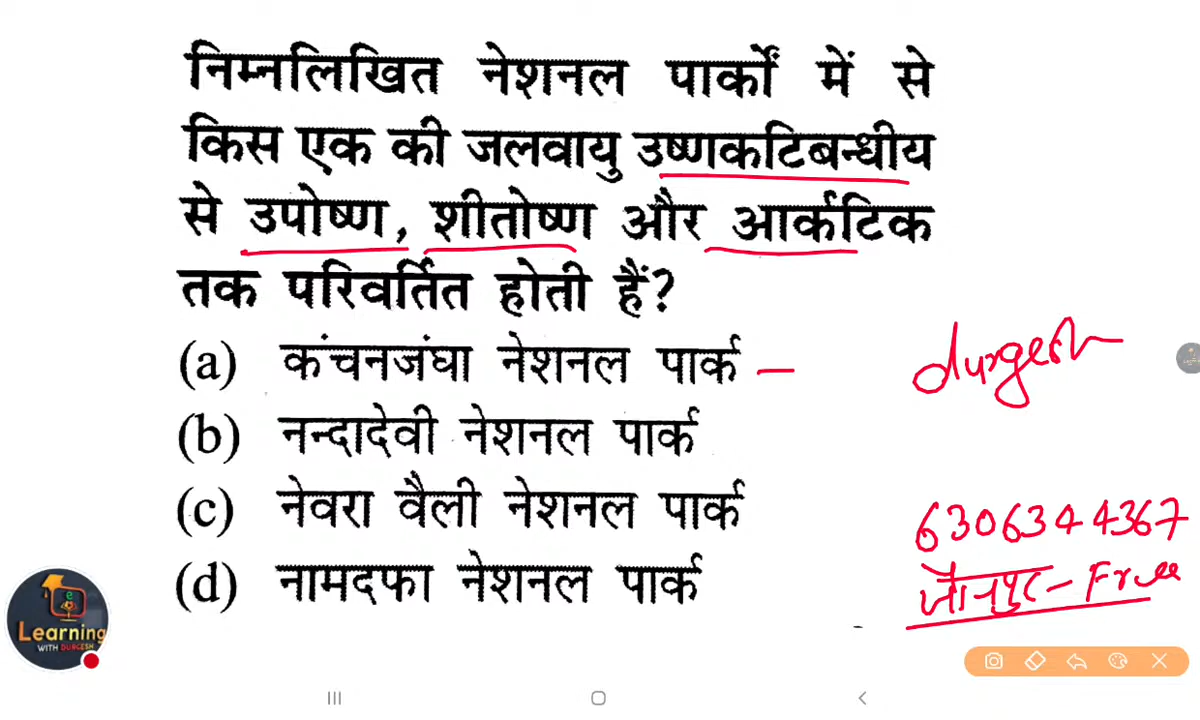 निम्नलिखित नेशनल पार्कों में से
किस एक की जलवायु उष्णकटिबन्धीय
से उपोष्ण, शीतोष्ण और आर्कटिक
तक परिवर्तित होती हैं?
(a) कंचनजंघा नेशनल पार्क
(b) नन्दादेवी नेशनल पार्क
(c) नेवरा वैली नेशनल पार्क
(d) नामदफा नेशनल पार्क
durgesh
6306344367
जौनपुर - Free
e
Learning
WITH DURGESH